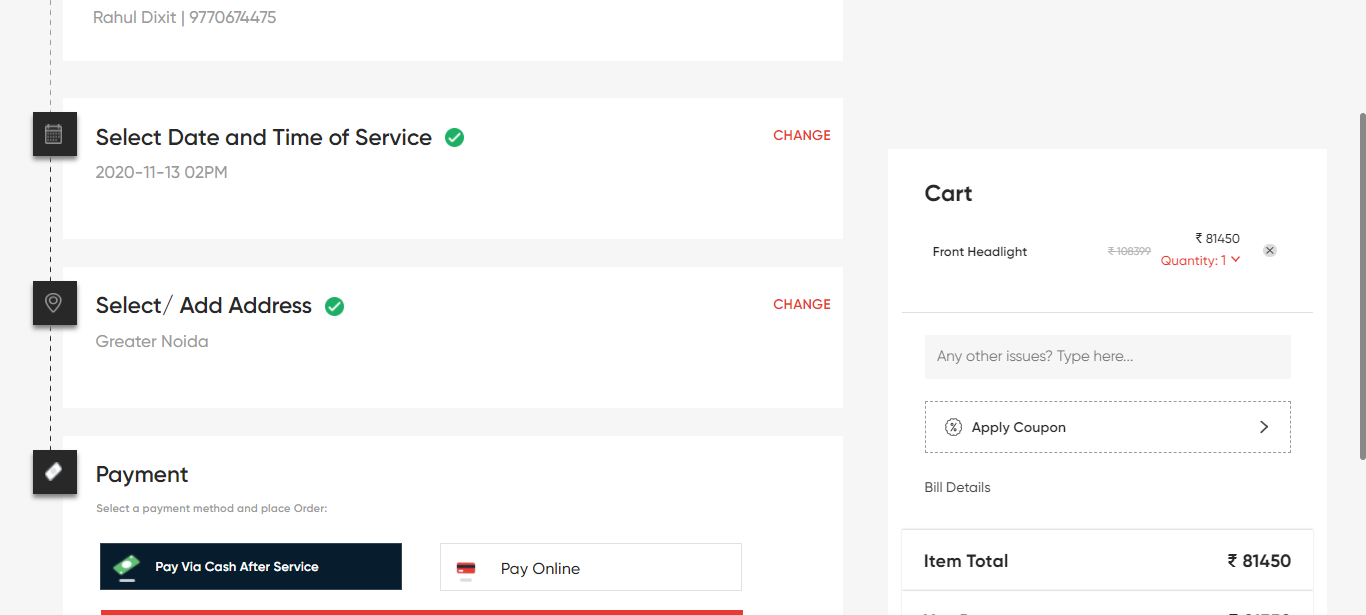 Rahul Dixit | 9770674475
Select Date and Time of Service
CHANGE
2020-11-13 02PM
Select/ Add Address
CHANGE
Greater Noida
Payment
Select a payment method and place Order:
Pay Via Cash After Service
Pay Online
Cart
Front Headlight
₹ 108399
₹ 81450
Quantity: 1
Any other issues? Type here...
Apply Coupon
Bill Details
Item Total
₹ 81450